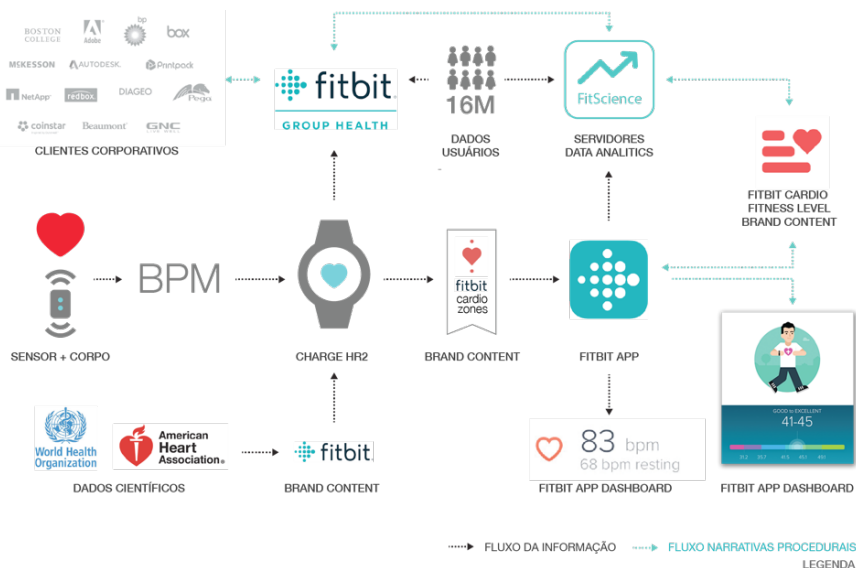 BOSTON
COLLEGE
Adobe
bp
box
MSKESSON
AUTODESK.
Printpack
NetApp
redbox.
DIAGEO
Pega
coinstar
Beaumont
GNC
LIVE WELL
CLIENTES CORPORATIVOS
fitbit.
GROUP HEALTH
16M
DADOS
USUÁRIOS
FitScience
SERVIDORES
DATA ANALITICS
FITBIT CARDIO
FITNESS LEVEL
BRAND CONTENT
SENSOR + CORPO
BPM
CHARGE HR2
fitbit
cardio
zones
BRAND CONTENT
FITBIT APP
World Health
Organization
American
Heart
Association®
DADOS CIENTÍFICOS
fitbit
BRAND CONTENT
83 bpm
68 bpm resting
FITBIT APP DASHBOARD
GOOD to EXCELLENT
41-45
FITBIT APP DASHBOARD
FLUXO DA INFORMAÇÃO
FLUXO NARRATIVAS PROCEDURAIS
LEGENDA